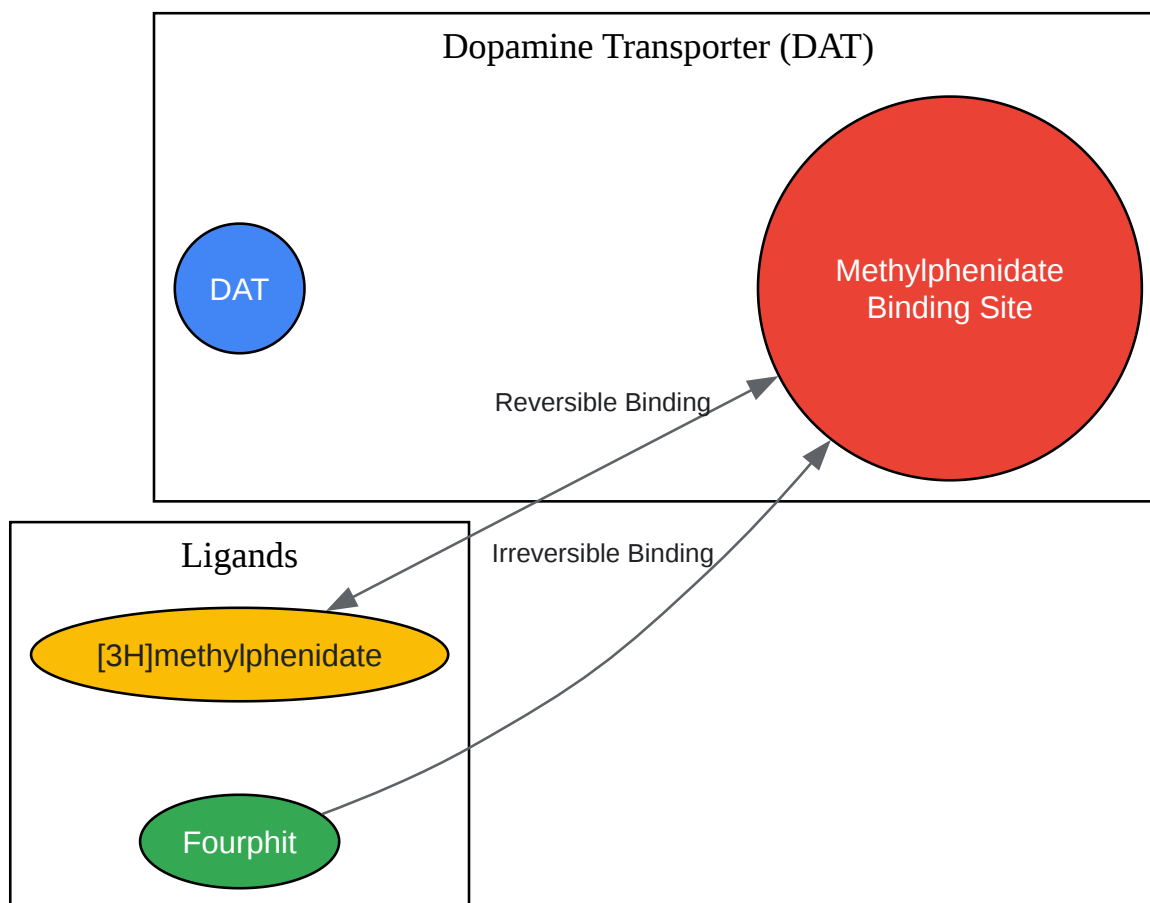 Dopamine Transporter (DAT)
DAT
Methylphenidate
Binding Site
Reversible Binding
Irreversible Binding
Ligands
[3H]methylphenidate
Fourphit